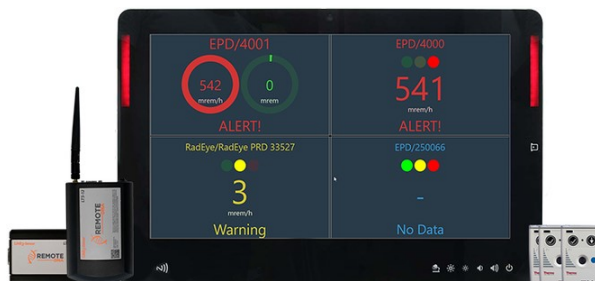 EPD/4001
542
mrem/h
0
mrem
ALERT!
EPD/4000
541
mrem/h
ALERT!
RadEye/RadEye PRD 33527
3
mrem/h
Warning
EPD/250066
-
No Data
REMOTE
REMOTE